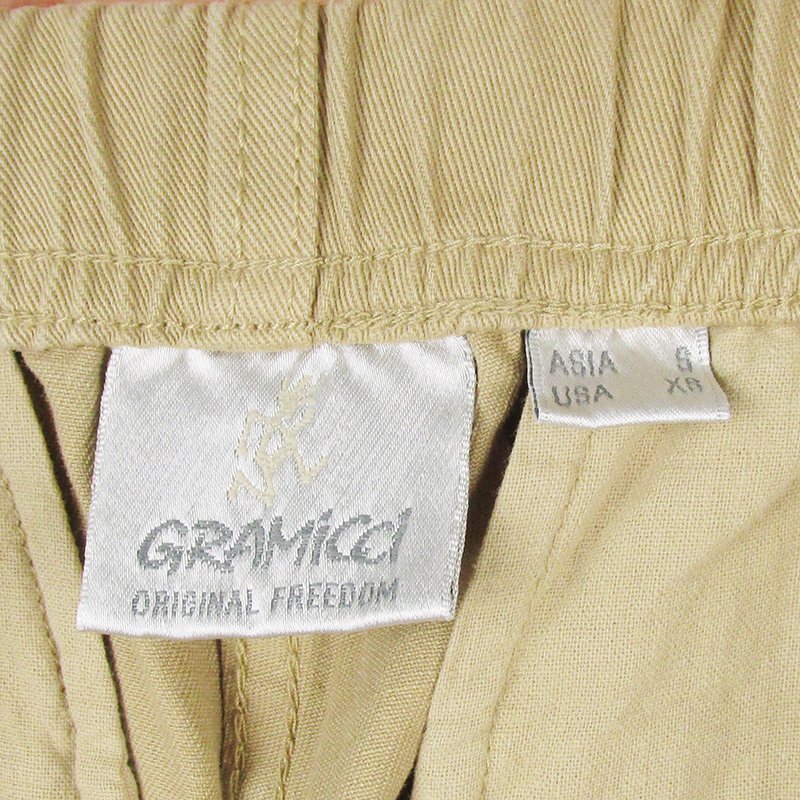 GRAMiCCi
ORIGINAL FREEDOM
ASIA S
USA XS